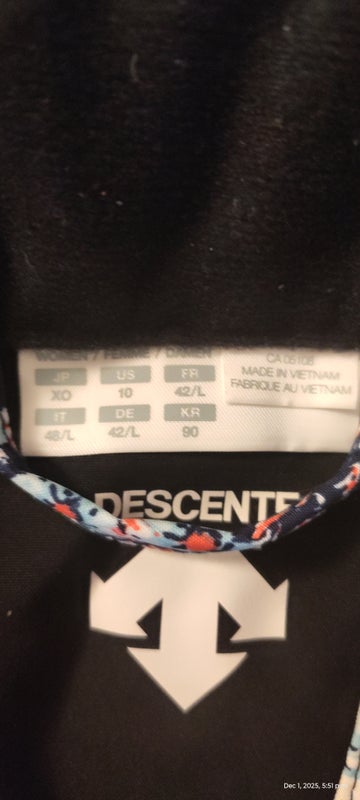 WOMEN / FEMME / DAMEN
JP US FR
XO 10 42/L
IT DE KR
48/L 42/L 90
CA 05108
MADE IN VIETNAM
FABRIQUE AU VIETNAM
DESCENTE
Dec 1, 2025, 5:51 p